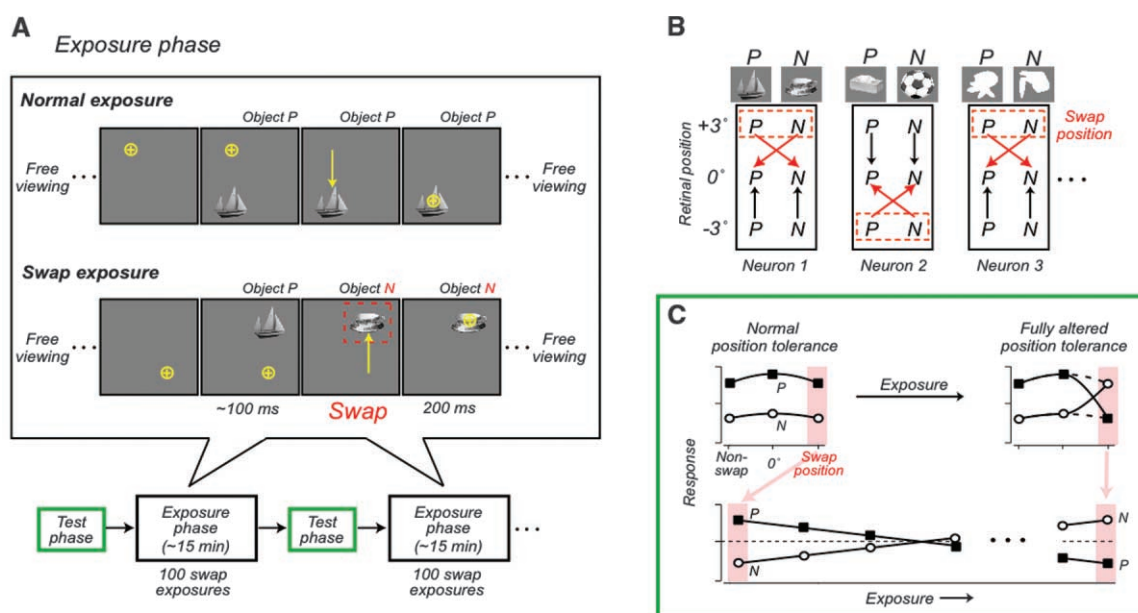 A
Exposure phase
Normal exposure
Object P
Object P
Object P
Free viewing
• • •
• • •
Free viewing
Swap exposure
Object P
Object N
Object N
Free viewing
• • •
• • •
Free viewing
~100 ms
Swap
200 ms
Test phase
Exposure phase (~15 min)
Test phase
Exposure phase (~15 min)
• • •
100 swap exposures
100 swap exposures
B
P N P N P N
Retinal position
+3°
0°
-3°
P N
P N
P N
P N
P N
P N
P N
P N
P N
Swap position
• • •
Neuron 1
Neuron 2
Neuron 3
C
Normal position tolerance
Exposure
Fully altered position tolerance
P
N
Non-swap
0°
Swap position
Response
P
N
• • •
N
P
Exposure